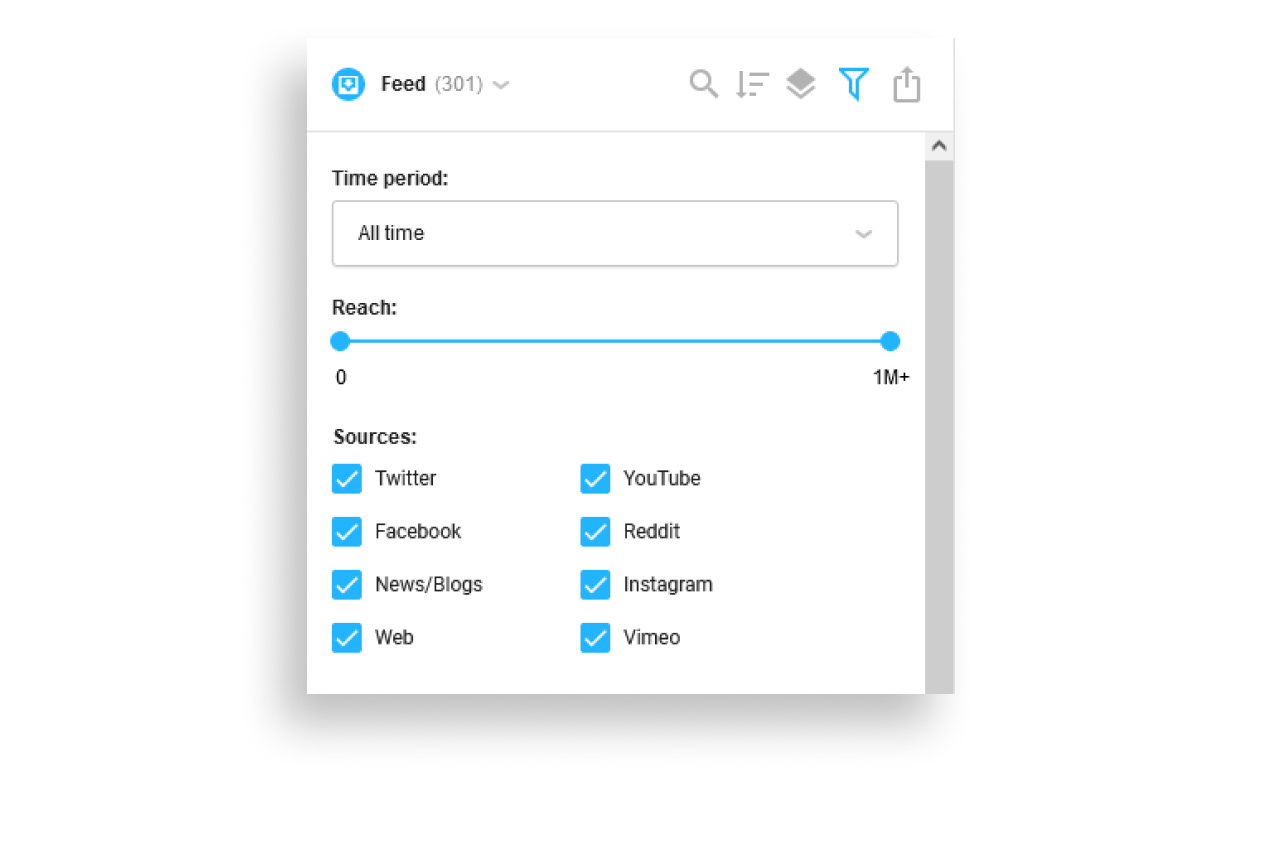 Feed (301)
Time period:
All time
Reach:
0 1M+
Sources:
Twitter YouTube
Facebook Reddit
News/Blogs Instagram
Web Vimeo